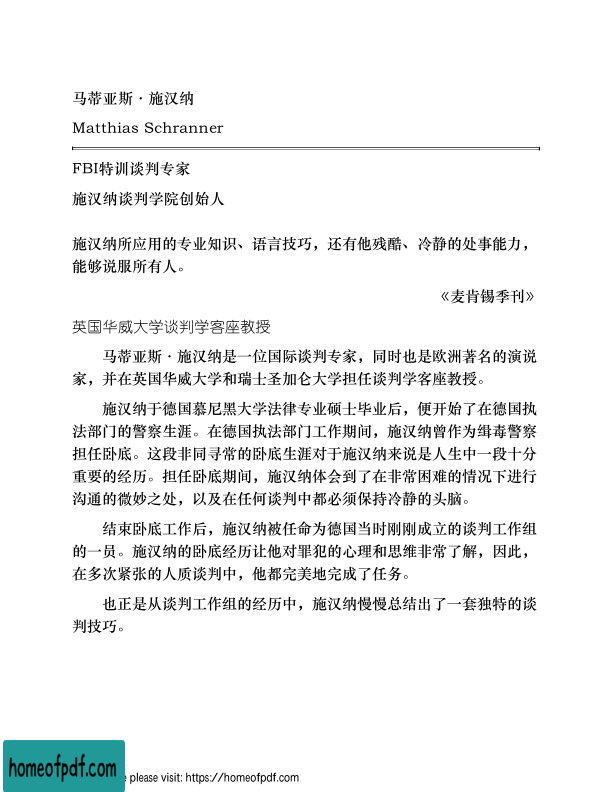 马蒂亚斯·施汉纳
Matthias Schranner
FBI特训谈判专家
施汉纳谈判学院创始人
施汉纳所应用的专业知识、语言技巧，还有他残酷、冷静的处事能力，
能够说服所有人。
《麦肯锡季刊》
英国华威大学谈判学客座教授
马蒂亚斯·施汉纳是一位国际谈判专家，同时也是欧洲著名的演说
家，并在英国华威大学和瑞士圣加仑大学担任谈判学客座教授。
施汉纳于德国慕尼黑大学法律专业硕士毕业后，便开始了在德国执
法部门的警察生涯。在德国执法部门工作期间，施汉纳曾作为缉毒警察
担任卧底。这段非同寻常的卧底生涯对于施汉纳来说是人生中一段十分
重要的经历。担任卧底期间，施汉纳体会到了在非常困难的情况下进行
沟通的微妙之处，以及在任何谈判中都必须保持冷静的头脑。
结束卧底工作后，施汉纳被任命为德国当时刚刚成立的谈判工作组
的一员。施汉纳的卧底经历让他对罪犯的心理和思维非常了解，因此，
在多次紧张的人质谈判中，他都完美地完成了任务。
也正是从谈判工作组的经历中，施汉纳慢慢总结出了一套独特的谈
判技巧。
homeofpdf.com
e please visit: https://homeofpdf.com